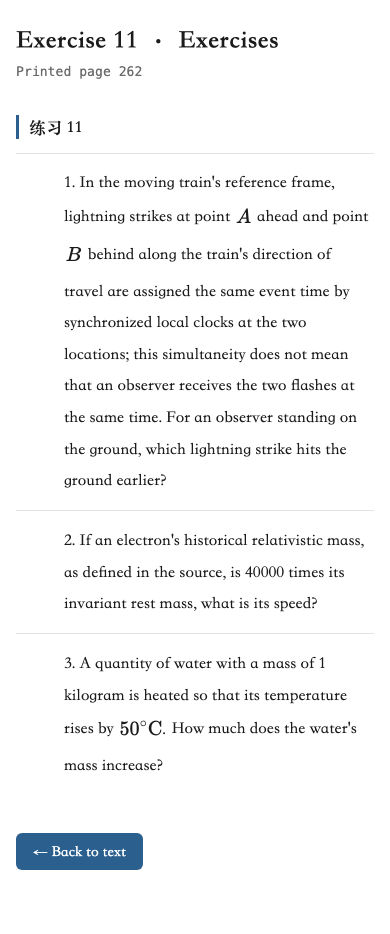 Exercise 11 · Exercises
Printed page 262
练习 11
1. In the moving train's reference frame,
lightning strikes at point A ahead and point
B behind along the train's direction of
travel are assigned the same event time by
synchronized local clocks at the two
locations; this simultaneity does not mean
that an observer receives the two flashes at
the same time. For an observer standing on
the ground, which lightning strike hits the
ground earlier?
2. If an electron's historical relativistic mass,
as defined in the source, is 40000 times its
invariant rest mass, what is its speed?
3. A quantity of water with a mass of 1
kilogram is heated so that its temperature
rises by 50°C. How much does the water's
mass increase?
← Back to text